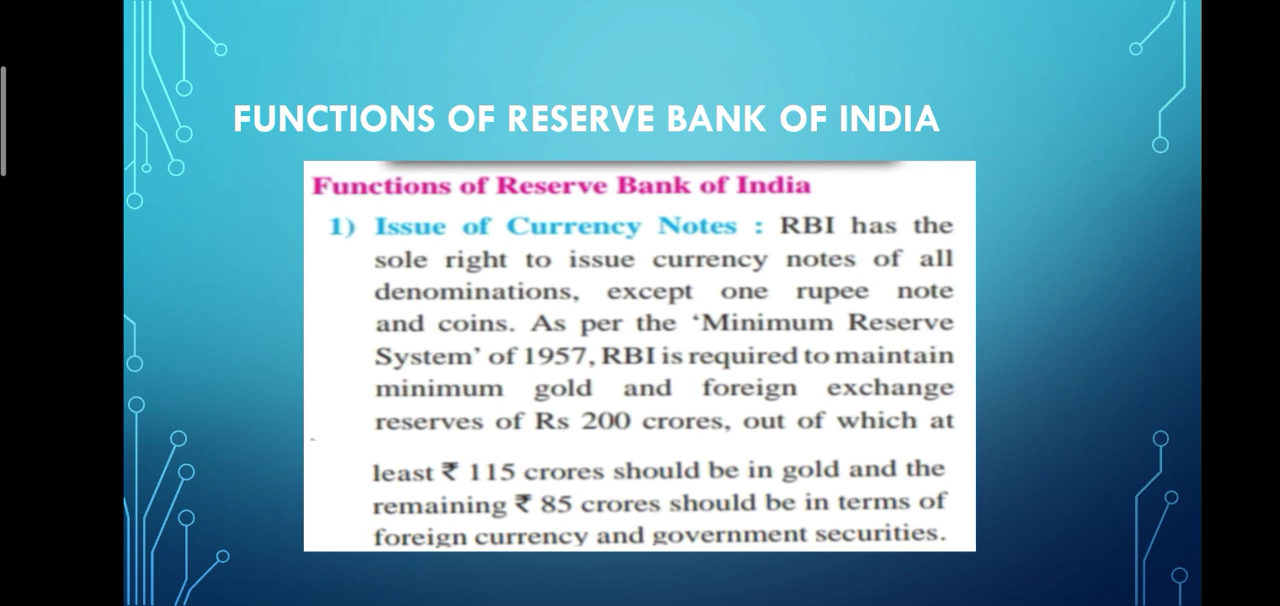 FUNCTIONS OF RESERVE BANK OF INDIA
Functions of Reserve Bank of India
1) Issue of Currency Notes : RBI has the
sole right to issue currency notes of all
denominations, except one rupee note
and coins. As per the ‘Minimum Reserve
System’ of 1957, RBI is required to maintain
minimum gold and foreign exchange
reserves of Rs 200 crores, out of which at
least ₹ 115 crores should be in gold and the
remaining ₹ 85 crores should be in terms of
foreign currency and government securities.